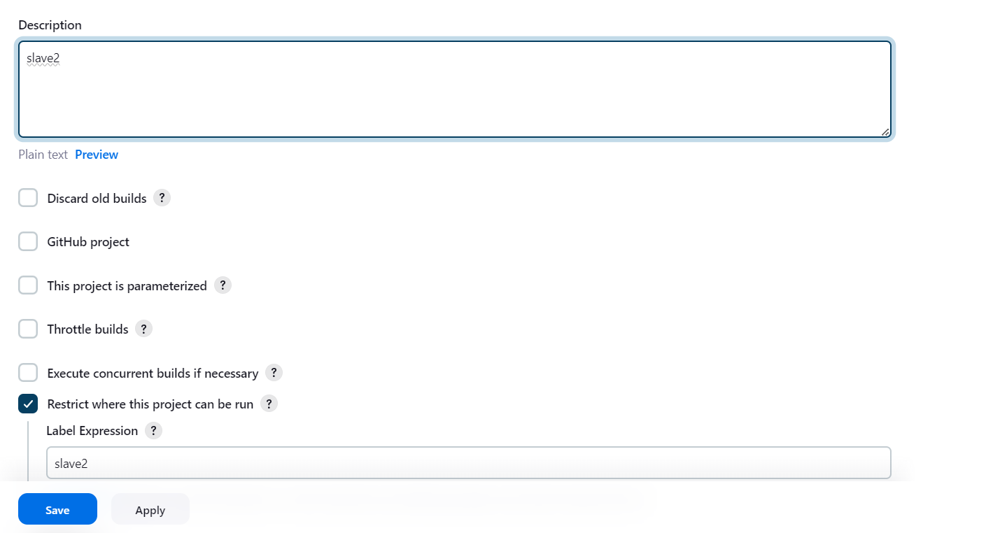 Description
slave2
Plain text Preview
Discard old builds ?
GitHub project
This project is parameterized ?
Throttle builds ?
Execute concurrent builds if necessary ?
Restrict where this project can be run ?
Label Expression ?
slave2
Save Apply